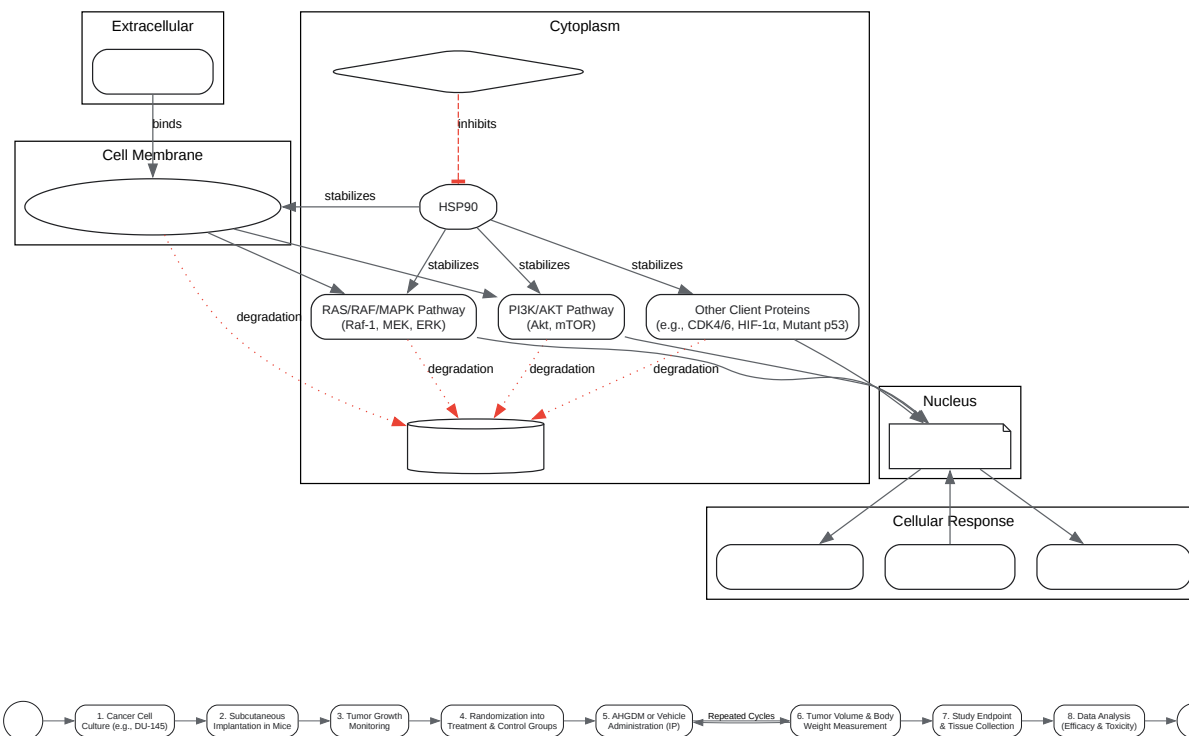 Extracellular
Cytoplasm
binds
inhibits
Cell Membrane
stabilizes
HSP90
stabilizes
stabilizes
stabilizes
RAS/RAF/MAPK Pathway
(Raf-1, MEK, ERK)
PI3K/AKT Pathway
(Akt, mTOR)
Other Client Proteins
(e.g., CDK4/6, HIF-1α, Mutant p53)
degradation
degradation
degradation
degradation
Nucleus
Cellular Response
1. Cancer Cell
Culture (e.g., DU-145)
2. Subcutaneous
Implantation in Mice
3. Tumor Growth
Monitoring
4. Randomization into
Treatment & Control Groups
5. AHGDM or Vehicle
Administration (IP)
Repeated Cycles
6. Tumor Volume & Body
Weight Measurement
7. Study Endpoint
& Tissue Collection
8. Data Analysis
(Efficacy & Toxicity)